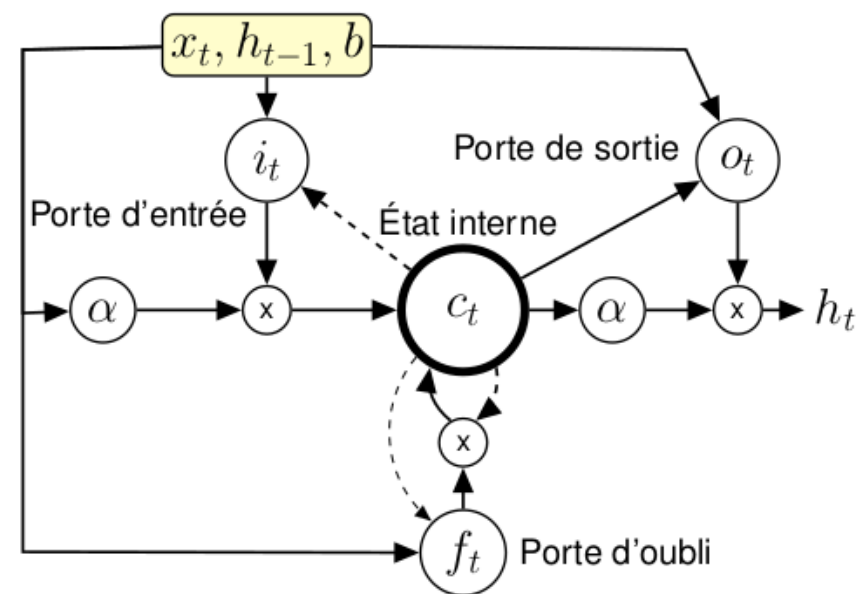 x_t, h_{t-1}, b
i_t
Porte de sortie
o_t
Porte d'entrée
État interne
α
x
c_t
α
x
h_t
x
f_t
Porte d'oubli